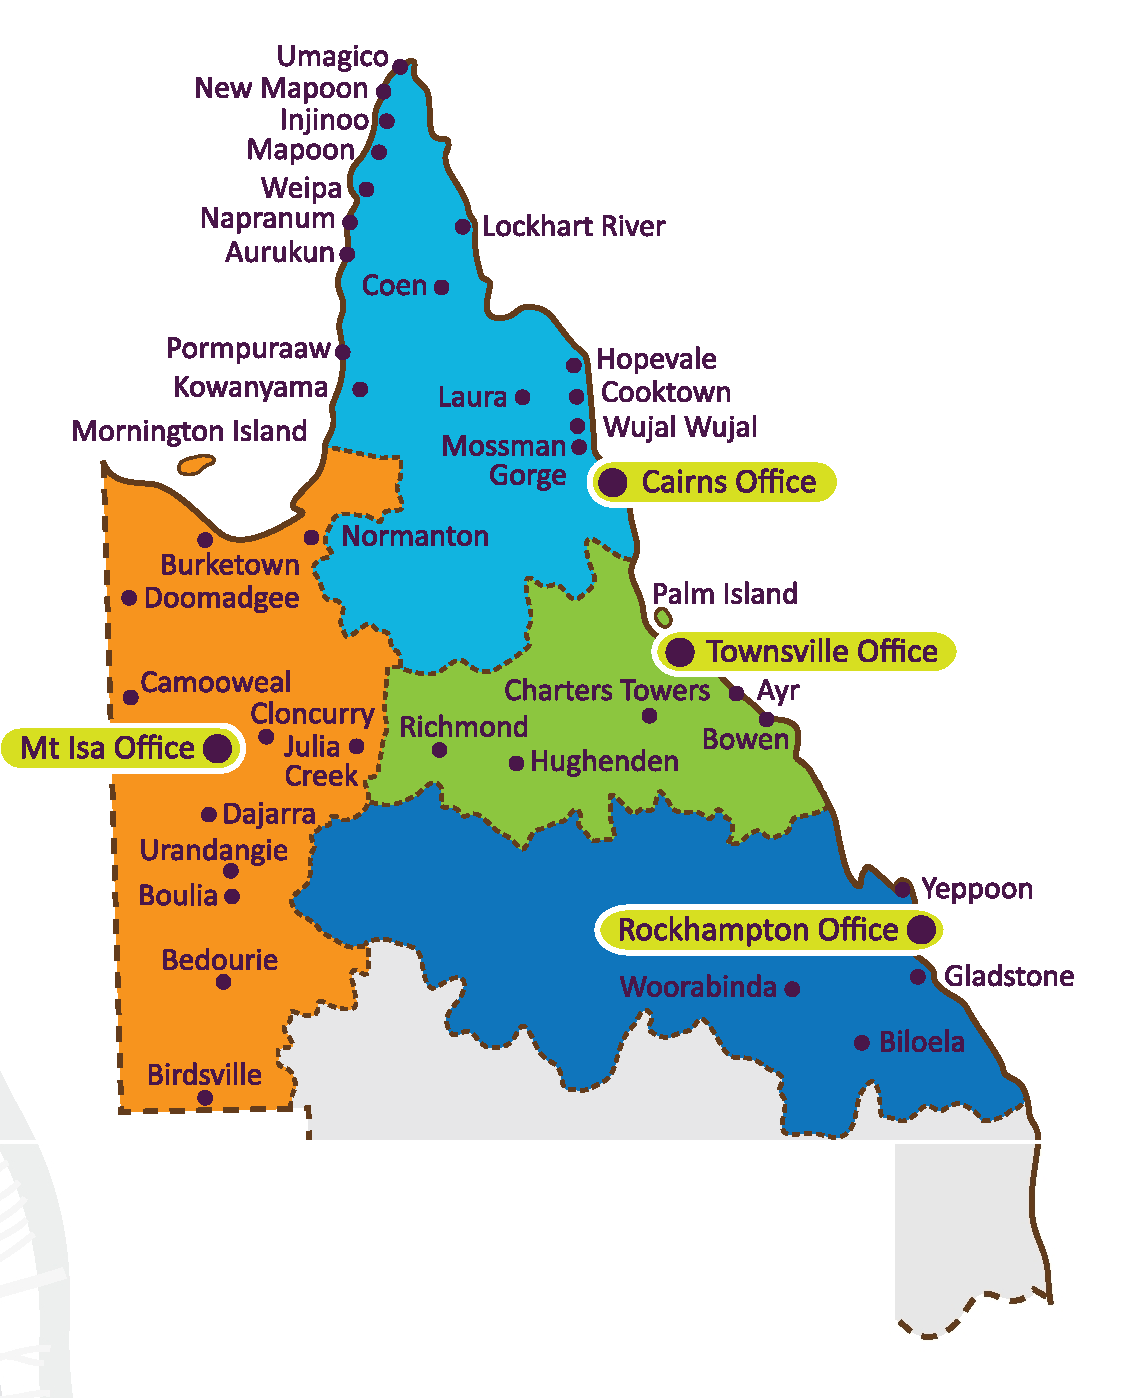 Umagico
New Mapoon
Injinoo
Mapoon
Weipa
Napranum
Lockhart River
Aurukun
Coen
Pormpuraaw
Hopevale
Kowanyama
Laura
Cooktown
Mornington Island
Wujal Wujal
Mossman
Gorge
Cairns Office
Normanton
Burketown
Doomadgee
Palm Island
Townsville Office
Camooweal
Charters Towers
Ayr
Cloncurry
Richmond
Bowen
Mt Isa Office
Julia
Creek
Hughenden
Dajarra
Urandangie
Boulia
Yeppoon
Rockhampton Office
Bedourie
Woorabinda
Gladstone
Biloela
Birdsville